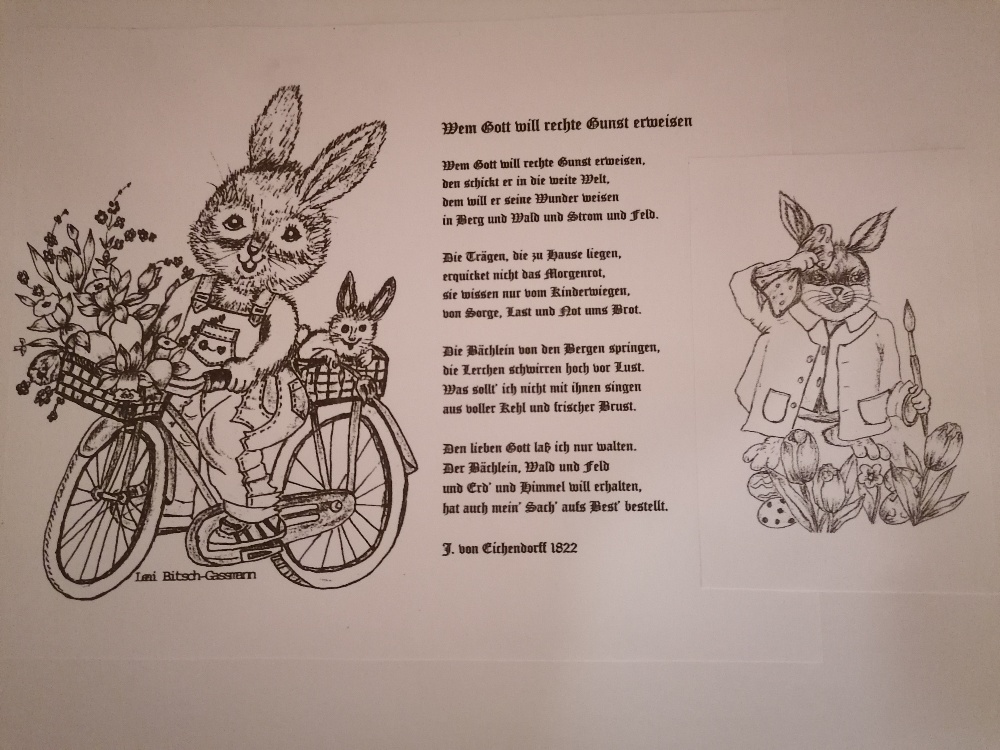 Wem Gott will rechte Gunst erweisen
Wem Gott will rechte Gunst erweisen,
den schickt er in die weite Welt,
dem will er seine Wunder weisen
in Berg und Wald und Strom und Feld.
Die Trägen, die zu Hause liegen,
erquicket nicht das Morgenrot,
sie wissen nur vom Kinderwiegen,
von Sorge, Last und Not ums Brot.
Die Bächlein von den Bergen springen,
die Lerchen schwirren hoch vor Lust.
Was sollt' ich nicht mit ihnen singen
aus voller Kehl und frischer Brust.
Den lieben Gott laß ich nur walten.
Der Bächlein, Wald und Feld
und Erd' und Himmel will erhalten,
hat auch mein' Sach' aufs Best' bestellt.
J. von Eichendorff 1822
Leni Bitsch-Gassmann